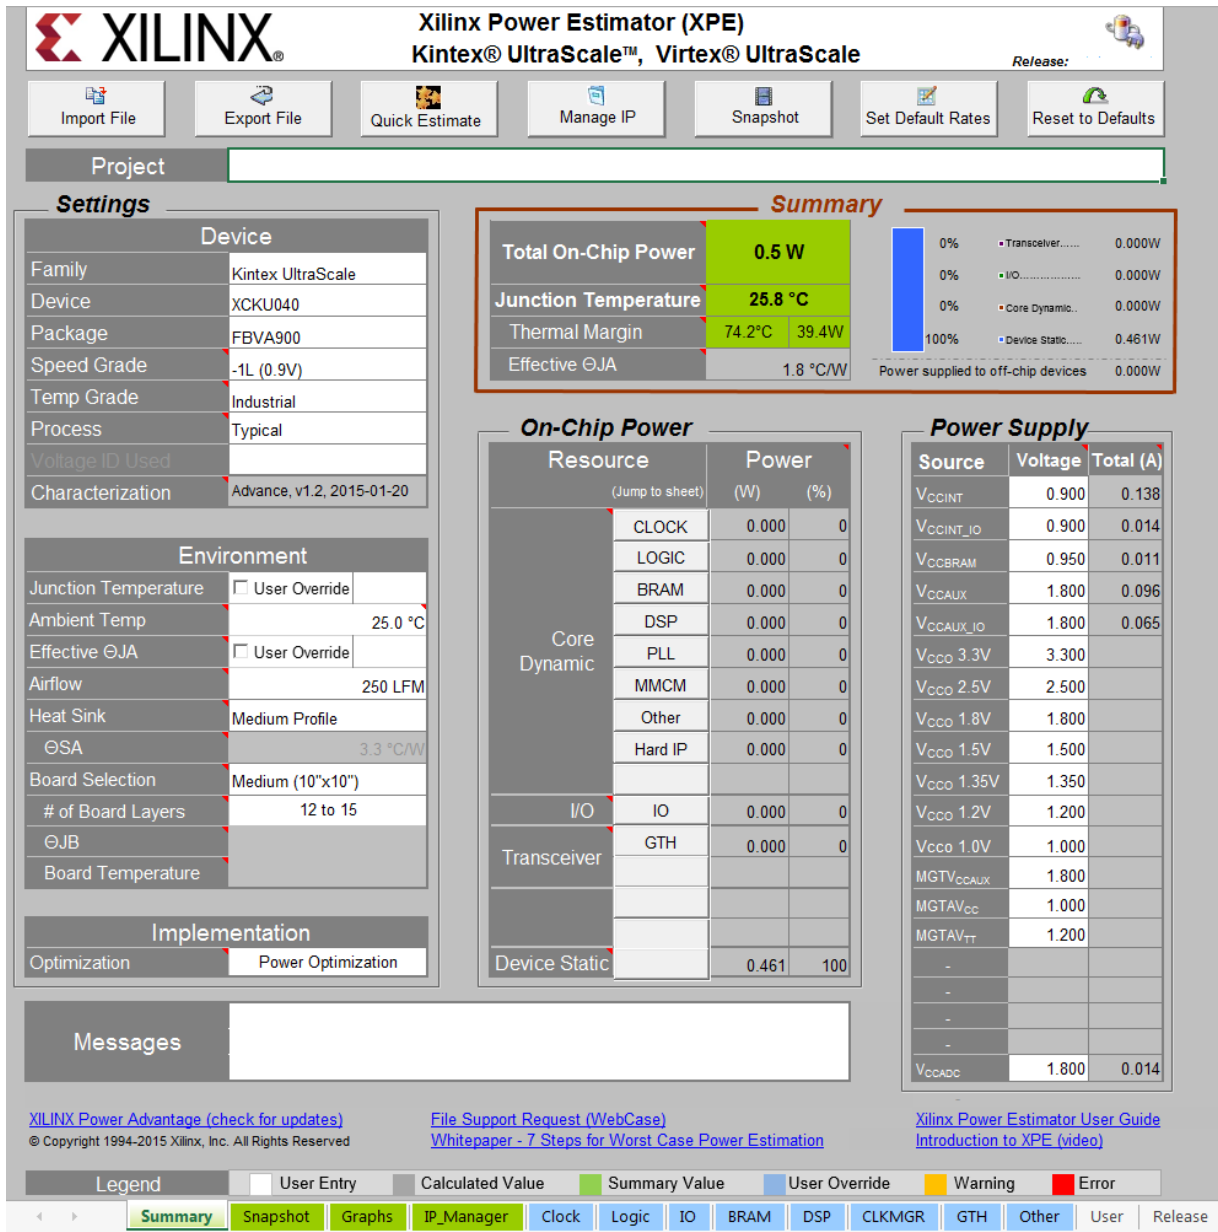 XILINX®
Xilinx Power Estimator (XPE)
Kintex® UltraScale™, Virtex® UltraScale
Release:
Import File
Export File
Quick Estimate
Manage IP
Snapshot
Set Default Rates
Reset to Defaults
Project
Settings
Device
Family Kintex UltraScale
Device XCKU040
Package FBVA900
Speed Grade -1L (0.9V)
Temp Grade Industrial
Process Typical
Voltage ID Used
Characterization Advance, v1.2, 2015-01-20
Environment
Junction Temperature User Override
Ambient Temp 25.0 °C
Effective ΘJA User Override
Airflow 250 LFM
Heat Sink Medium Profile
ΘSA 3.3 °C/W
Board Selection Medium (10"x10")
# of Board Layers 12 to 15
ΘJB
Board Temperature
Implementation
Optimization Power Optimization
Summary
Total On-Chip Power 0.5 W
Junction Temperature 25.8 °C
Thermal Margin 74.2°C 39.4W
Effective ΘJA 1.8 °C/W
0% Transceiver...... 0.000W
0% I/O.................. 0.000W
0% Core Dynamic.. 0.000W
100% Device Static..... 0.461W
Power supplied to off-chip devices 0.000W
On-Chip Power
Resource Power
(Jump to sheet) (W) (%)
Core Dynamic
CLOCK 0.000 0
LOGIC 0.000 0
BRAM 0.000 0
DSP 0.000 0
PLL 0.000 0
MMCM 0.000 0
Other 0.000 0
Hard IP 0.000 0
I/O IO 0.000 0
Transceiver GTH 0.000 0
Device Static 0.461 100
Power Supply
Source Voltage Total (A)
VCCINT 0.900 0.138
VCCINT_IO 0.900 0.014
VCCBRAM 0.950 0.011
VCCAUX 1.800 0.096
VCCAUX_IO 1.800 0.065
VCCO 3.3V 3.300
VCCO 2.5V 2.500
VCCO 1.8V 1.800
VCCO 1.5V 1.500
VCCO 1.35V 1.350
VCCO 1.2V 1.200
Vcco 1.0V 1.000
MGTVCCAUX 1.800
MGTAVCC 1.000
MGTAVTT 1.200
-
-
-
-
VCCADC 1.800 0.014
Messages
XILINX Power Advantage (check for updates)
© Copyright 1994-2015 Xilinx, Inc. All Rights Reserved
File Support Request (WebCase)
Whitepaper - 7 Steps for Worst Case Power Estimation
Xilinx Power Estimator User Guide
Introduction to XPE (video)
Legend User Entry Calculated Value Summary Value User Override Warning Error
Summary Snapshot Graphs IP_Manager Clock Logic IO BRAM DSP CLKMGR GTH Other User Release